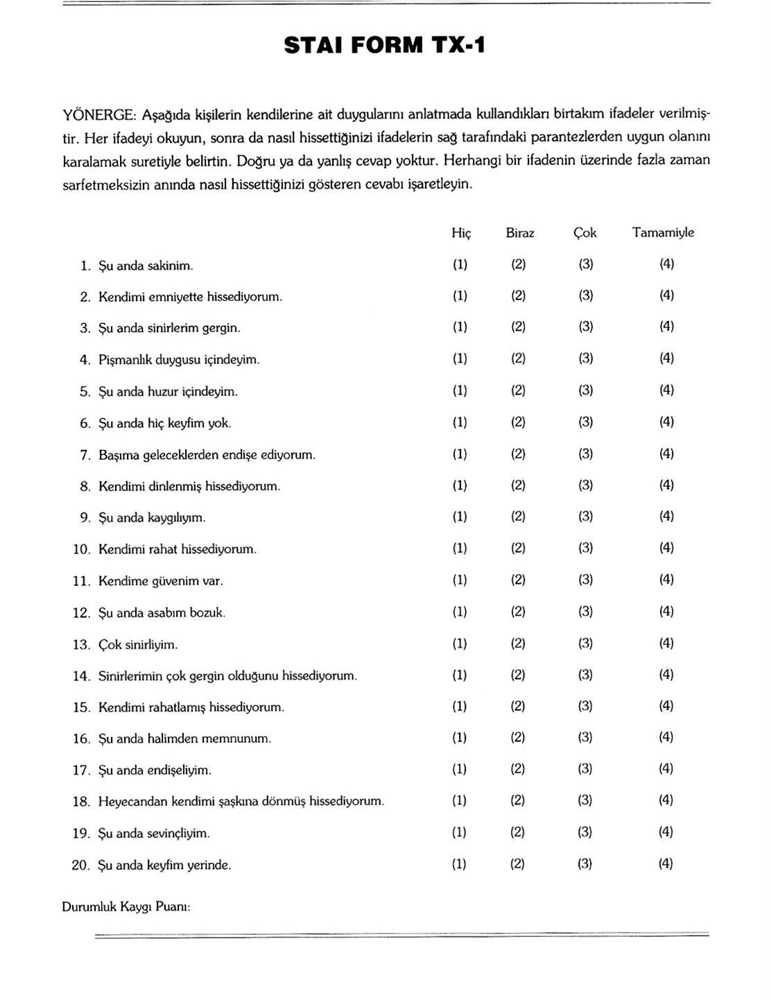 STAI FORM TX-1
YÖNERGE: Aşağıda kişilerin kendilerine ait duygularını anlatmada kullandıkları birtakım ifadeler verilmiş-
tir. Her ifadeyi okuyun, sonra da nasıl hissettiğinizi ifadelerin sağ tarafındaki parantezlerden uygun olanını
karalamak suretiyle belirtin. Doğru ya da yanlış cevap yoktur. Herhangi bir ifadenin üzerinde fazla zaman
sarfetmeksizin anında nasıl hissettiğinizi gösteren cevabı işaretleyin.
Hiç Biraz Çok Tamamiyle
1. Şu anda sakinim. (1) (2) (3) (4)
2. Kendimi emniyette hissediyorum. (1) (2) (3) (4)
3. Şu anda sinirlerim gergin. (1) (2) (3) (4)
4. Pişmanlık duygusu içindeyim. (1) (2) (3) (4)
5. Şu anda huzur içindeyim. (1) (2) (3) (4)
6. Şu anda hiç keyfim yok. (1) (2) (3) (4)
7. Başıma geleceklerden endişe ediyorum. (1) (2) (3) (4)
8. Kendimi dinlenmiş hissediyorum. (1) (2) (3) (4)
9. Şu anda kaygılıyım. (1) (2) (3) (4)
10. Kendimi rahat hissediyorum. (1) (2) (3) (4)
11. Kendime güvenim var. (1) (2) (3) (4)
12. Şu anda asabım bozuk. (1) (2) (3) (4)
13. Çok sinirliyim. (1) (2) (3) (4)
14. Sinirlerimin çok gergin olduğunu hissediyorum. (1) (2) (3) (4)
15. Kendimi rahatlamış hissediyorum. (1) (2) (3) (4)
16. Şu anda halimden memnunum. (1) (2) (3) (4)
17. Şu anda endişeliyim. (1) (2) (3) (4)
18. Heyecandan kendimi şaşkına dönmüş hissediyorum. (1) (2) (3) (4)
19. Şu anda sevinçliyim. (1) (2) (3) (4)
20. Şu anda keyfim yerinde. (1) (2) (3) (4)
Durumluk Kaygı Puanı: